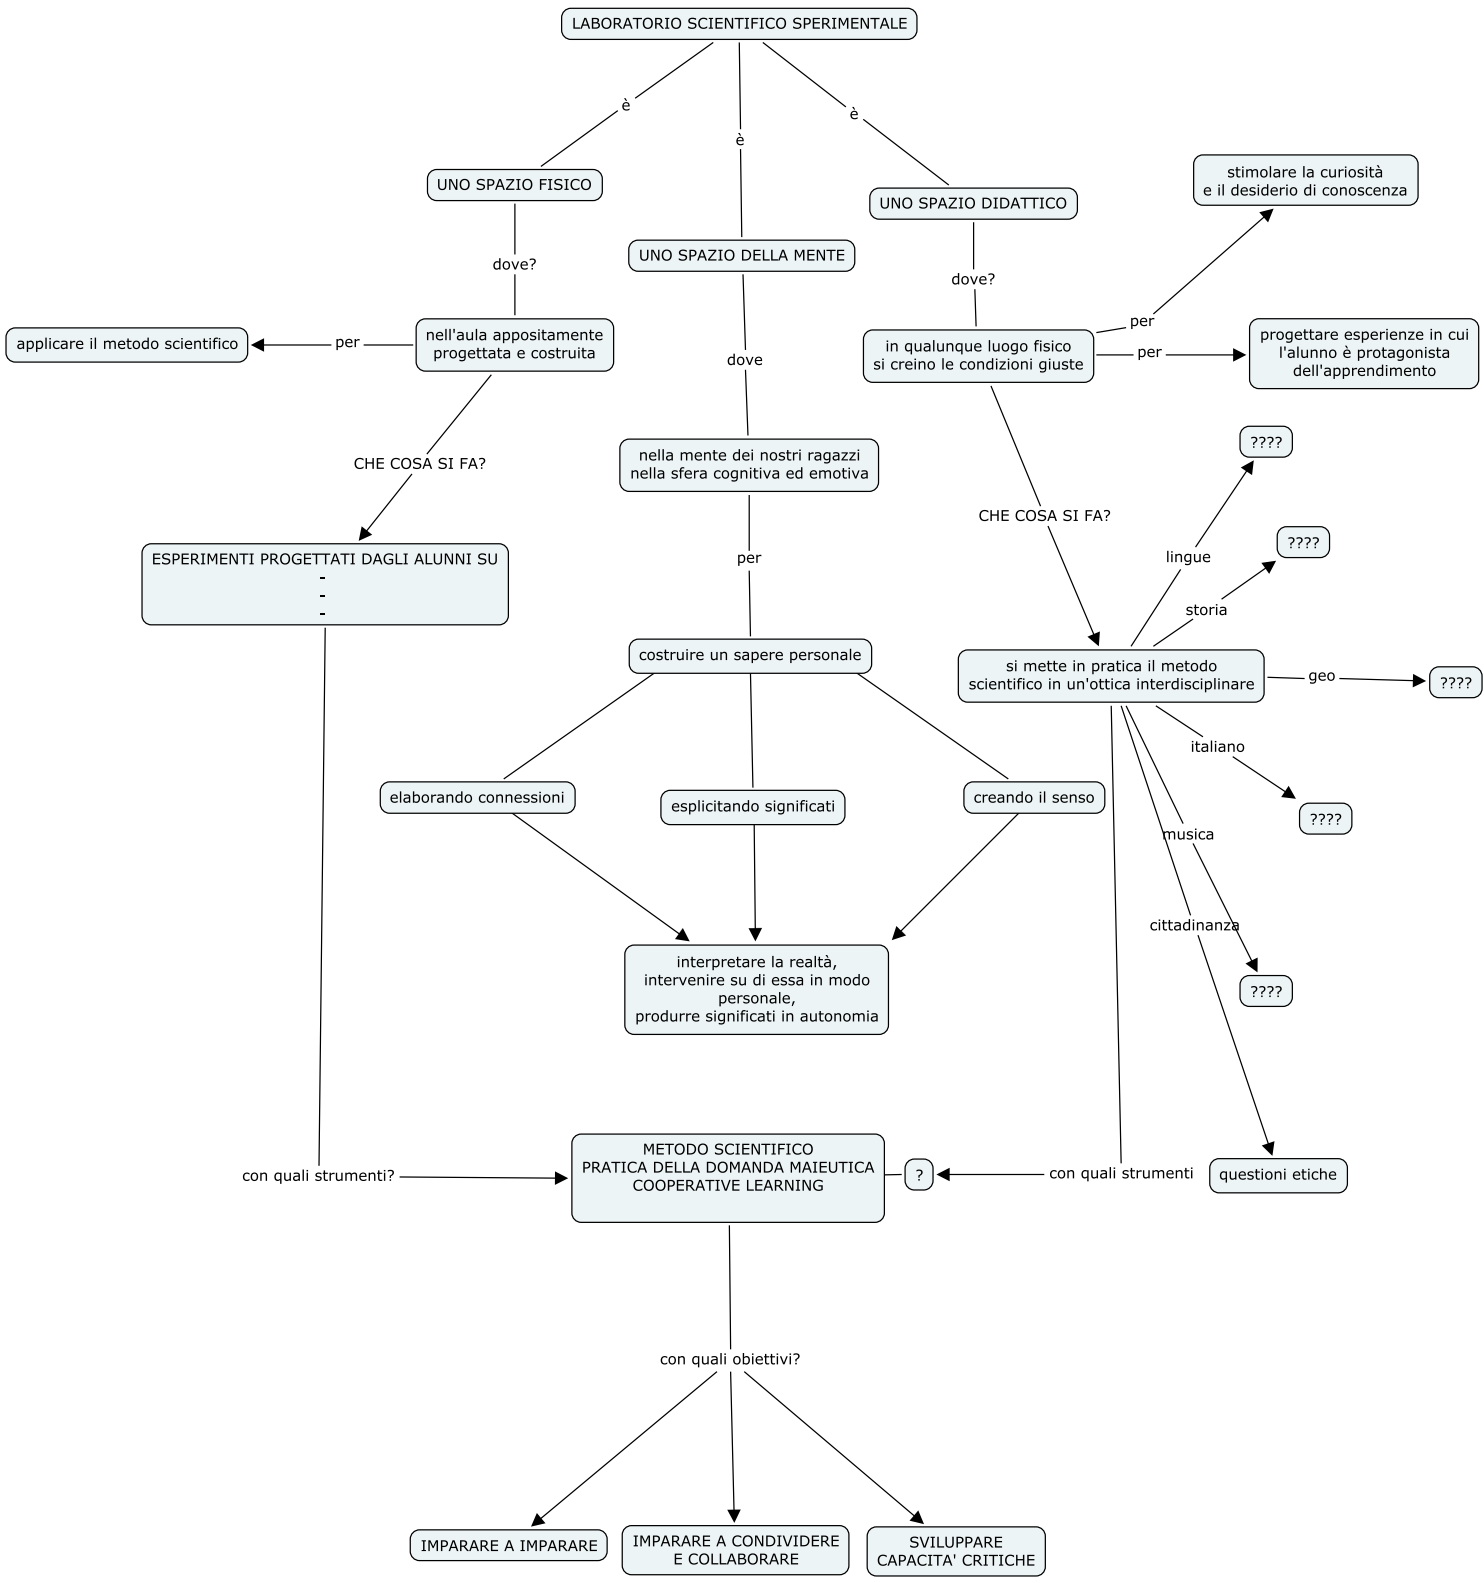 LABORATORIO SCIENTIFICO SPERIMENTALE
è
è
è
UNO SPAZIO FISICO
UNO SPAZIO DELLA MENTE
UNO SPAZIO DIDATTICO
stimolare la curiosità
e il desiderio di conoscenza
dove?
dove
dove?
applicare il metodo scientifico
per
nell'aula appositamente
progettata e costruita
in qualunque luogo fisico
si creino le condizioni giuste
per
per
progettare esperienze in cui
l'alunno è protagonista
dell'apprendimento
CHE COSA SI FA?
nella mente dei nostri ragazzi
nella sfera cognitiva ed emotiva
CHE COSA SI FA?
ESPERIMENTI PROGETTATI DAGLI ALUNNI SU
-
-
-
per
lingue
????
storia
????
costruire un sapere personale
si mette in pratica il metodo
scientifico in un'ottica interdisciplinare
geo
????
italiano
????
elaborando connessioni
esplicitando significati
creando il senso
musica
????
cittadinanza
interpretare la realtà,
intervenire su di essa in modo
personale,
produrre significati in autonomia
con quali strumenti?
METODO SCIENTIFICO
PRATICA DELLA DOMANDA MAIEUTICA
COOPERATIVE LEARNING
?
con quali strumenti
questioni etiche
con quali obiettivi?
IMPARARE A IMPARARE
IMPARARE A CONDIVIDERE
E COLLABORARE
SVILUPPARE
CAPACITA' CRITICHE